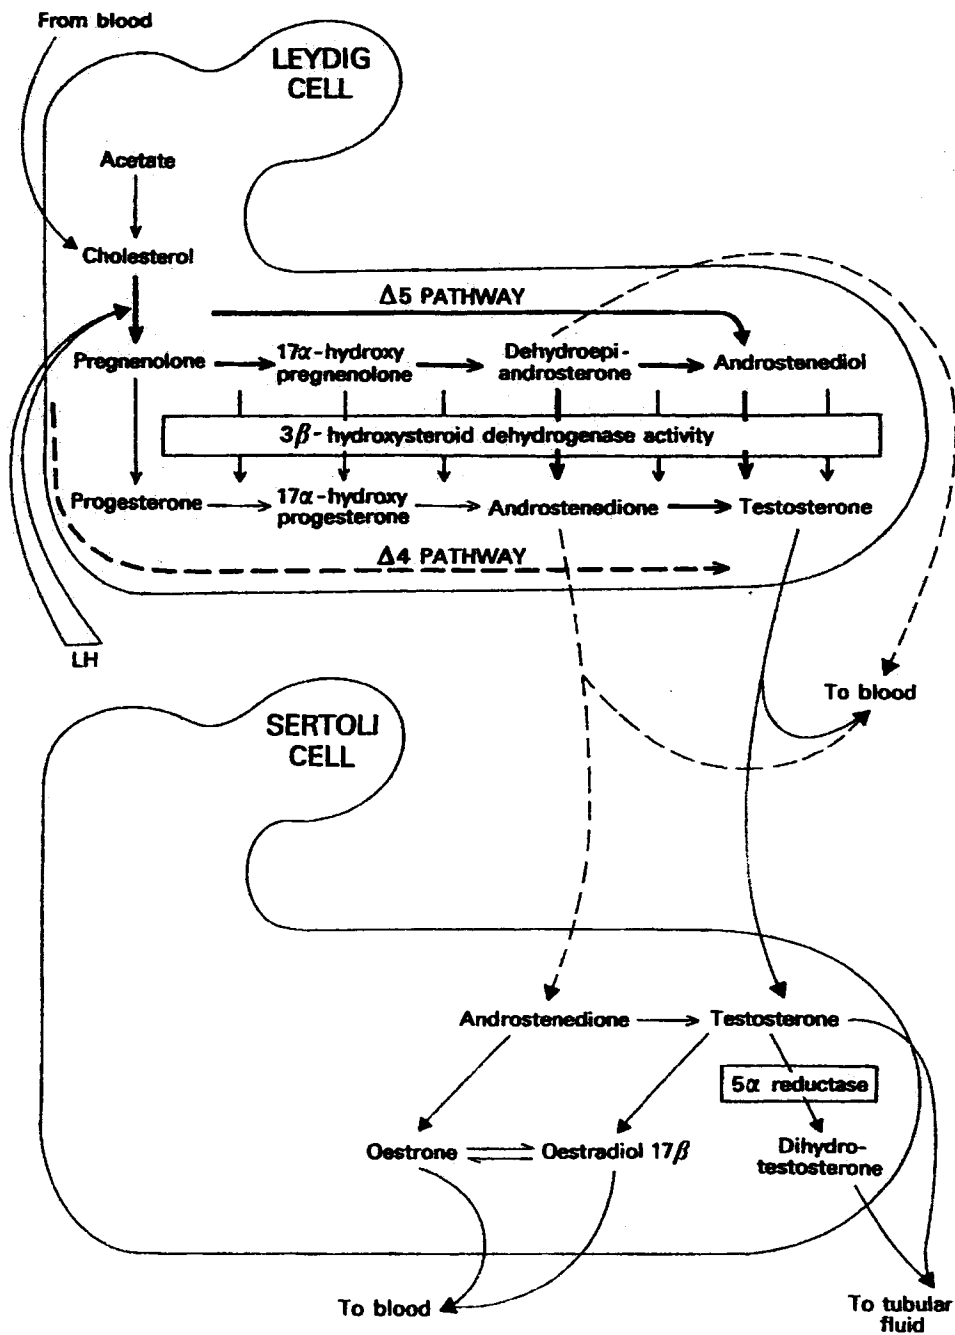 From blood
LEYDIG
CELL
Acetate
Cholesterol
Δ5 PATHWAY
Pregnenolone
17α-hydroxy
pregnenolone
Dehydroepi-
androsterone
Androstenediol
3β- hydroxysteroid dehydrogenase activity
Progesterone
17α-hydroxy
progesterone
Androstenedione
Testosterone
Δ4 PATHWAY
LH
To blood
SERTOLI
CELL
Androstenedione
Testosterone
5α reductase
Oestrone
Oestradiol 17β
Dihydro-
testosterone
To blood
To tubular
fluid